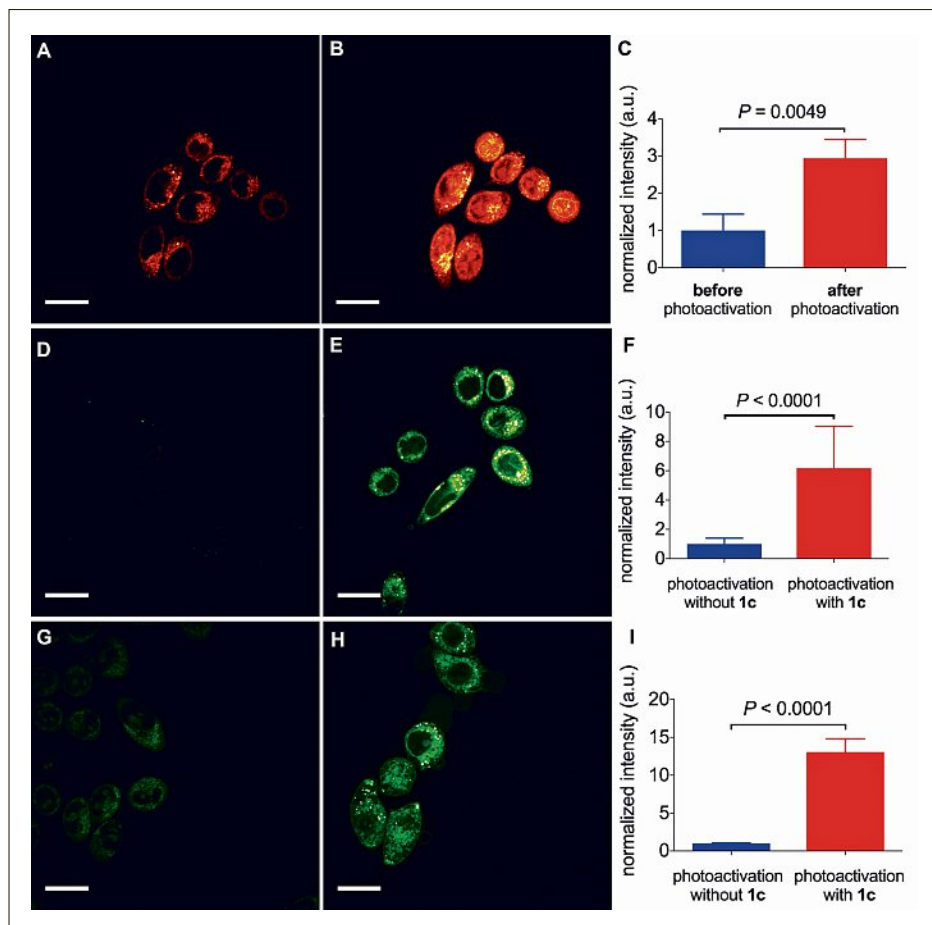 A
B
C
P = 0.0049
normalized intensity (a.u.)
4
3
2
1
0
before
photoactivation
after
photoactivation
D
E
F
P < 0.0001
normalized intensity (a.u.)
10
8
6
4
2
0
photoactivation
without 1c
photoactivation
with 1c
G
H
I
P < 0.0001
normalized intensity (a.u.)
15
10
5
0
photoactivation
without 1c
photoactivation
with 1c